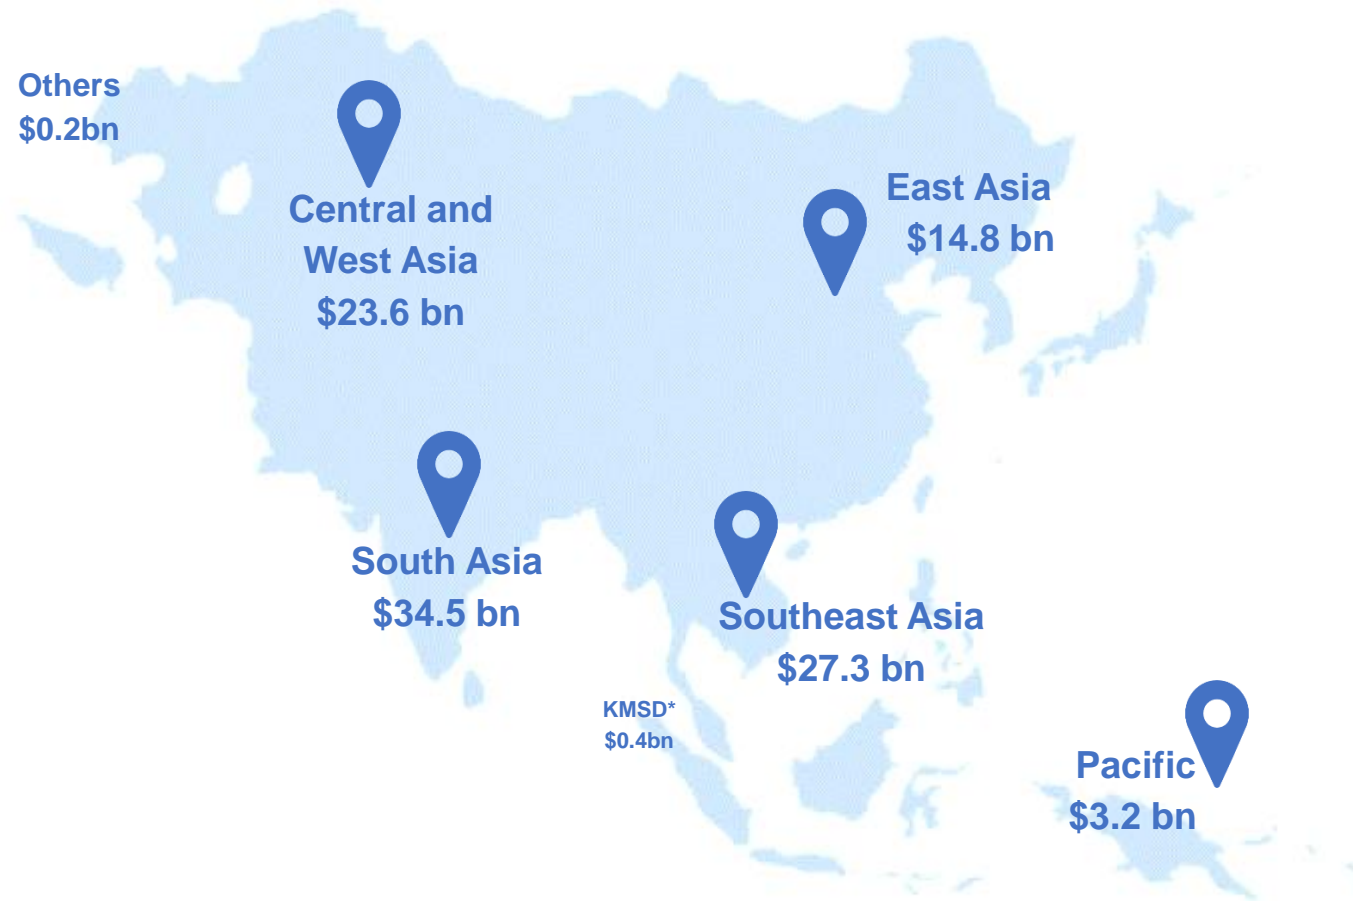 Others
$0.2bn
Central and
West Asia
$23.6 bn
East Asia
$14.8 bn
South Asia
$34.5 bn
Southeast Asia
$27.3 bn
KMSD*
$0.4bn
Pacific
$3.2 bn